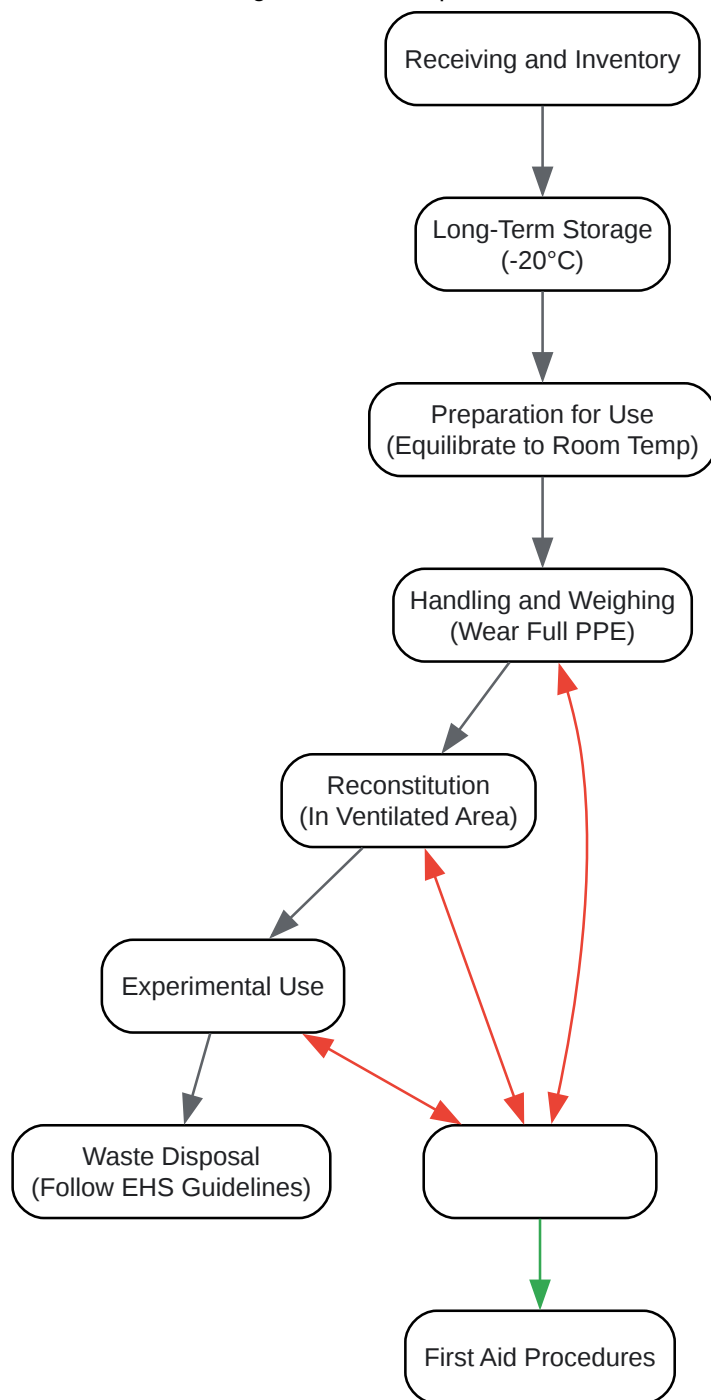 Receiving and Inventory
Long-Term Storage
(-20°C)
Preparation for Use
(Equilibrate to Room Temp)
Handling and Weighing
(Wear Full PPE)
Reconstitution
(In Ventilated Area)
Experimental Use
Waste Disposal
(Follow EHS Guidelines)
First Aid Procedures